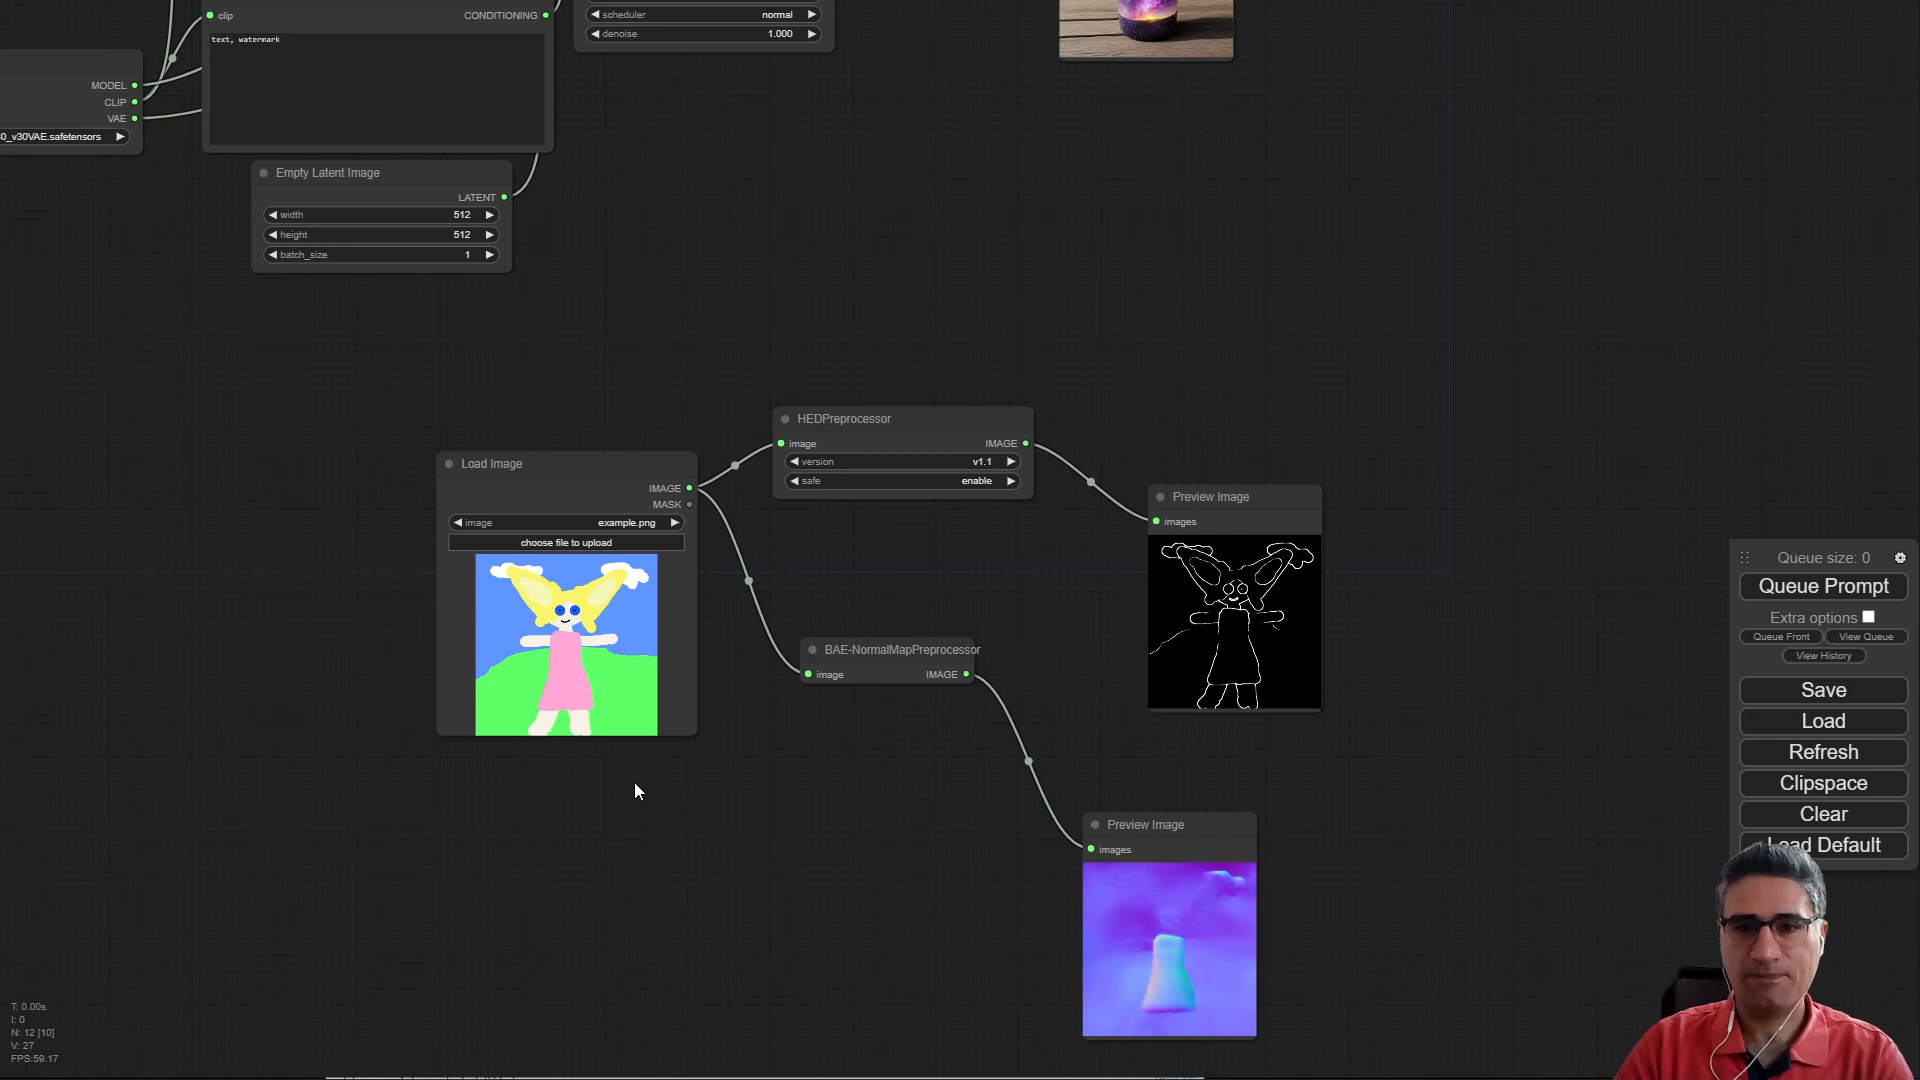 clip
CONDITIONING
text, watermark
scheduler
normal
denoise
1.000
MODEL
CLIP
VAE
0_v30VAE.safetensors
Empty Latent Image
LATENT
width
512
height
512
batch_size
1
Load Image
IMAGE
MASK
image
example.png
choose file to upload
HEDPreprocessor
image
IMAGE
version
v1.1
safe
enable
Preview Image
images
BAE-NormalMapPreprocessor
image
IMAGE
Preview Image
images
Queue size: 0
Queue Prompt
Extra options
Queue Front
View Queue
View History
Save
Load
Refresh
Clipspace
Clear
Load Default
T: 0.00s
I: 0
N: 12 [10]
V: 27
FPS:59.17